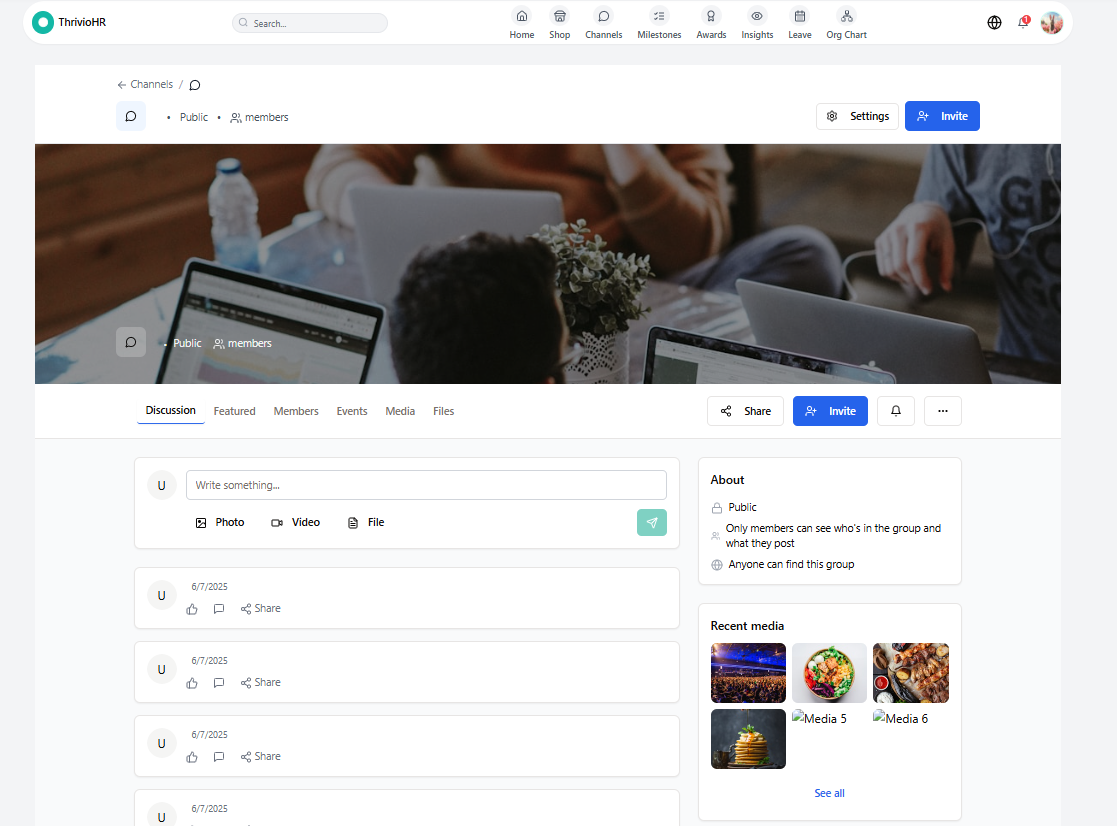 ThrivioHR
Search...
Home
Shop
Channels
Milestones
Awards
Insights
Leave
Org Chart
1
← Channels /
• Public • members
Settings
Invite
• Public members
Discussion
Featured
Members
Events
Media
Files
Share
Invite
...
U
Write something...
Photo
Video
File
U
6/7/2025
Share
U
6/7/2025
Share
U
6/7/2025
Share
U
6/7/2025
About
Public
Only members can see who's in the group and
what they post
Anyone can find this group
Recent media
Media 5
Media 6
See all